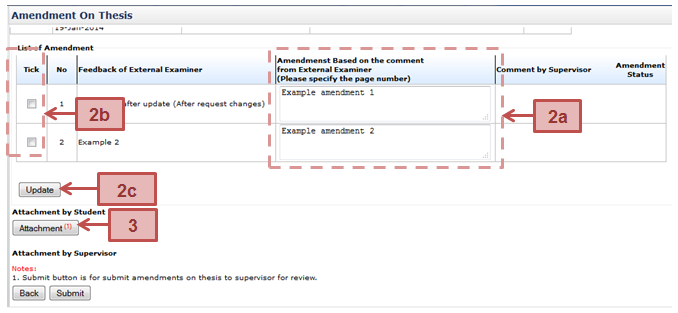 Amendment On Thesis
19-Jan-2014
List of Amendment
Tick No Feedback of External Examiner Amendmenst Based on the comment from External Examiner (Please specify the page number) Comment by Supervisor Amendment Status
1 fter update (After request changes) Example amendment 1
2b
2a
2 Example 2 Example amendment 2
Update
2c
Attachment by Student
Attachment (1)
3
Attachment by Supervisor
Notes:
1. Submit button is for submit amendments on thesis to supervisor for review.
Back Submit